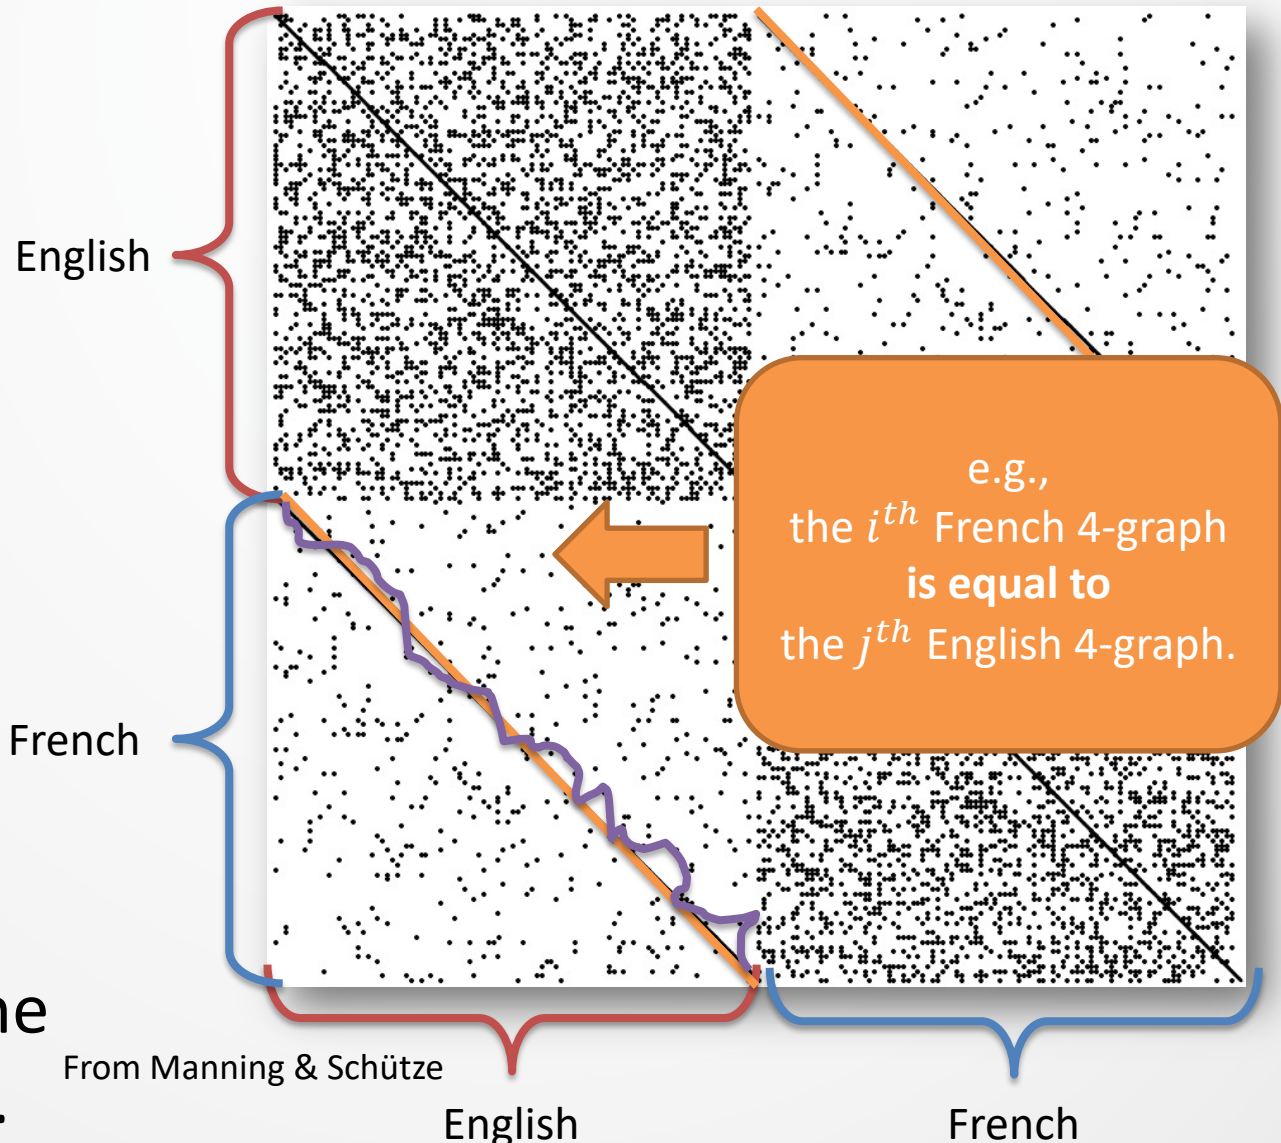 English
e.g.,
the iᵗʰ French 4-graph
is equal to
the jᵗʰ English 4-graph.
French
From Manning & Schütze
English
French